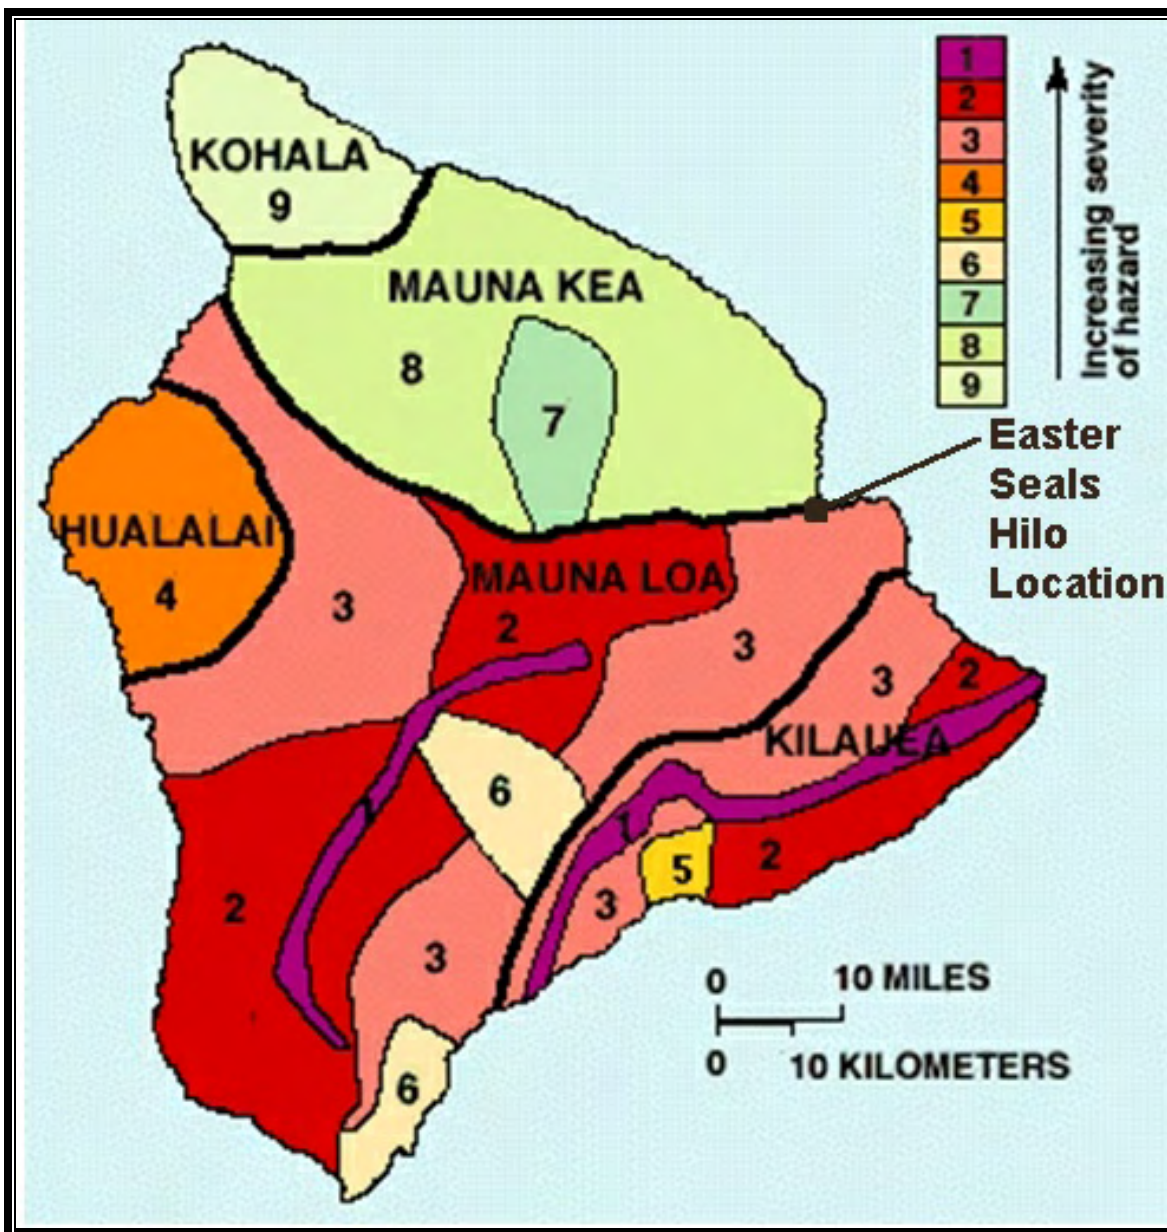 1
2
3
4
5
6
7
8
9
Increasing severity
of hazard
KOHALA
9
MAUNA KEA
8
7
Easter
Seals
Hilo
Location
HUALALAI
4
3
MAUNA LOA
2
3
3
2
KILAUEA
6
1
1
5
2
2
3
3
6
0 10 MILES
0 10 KILOMETERS